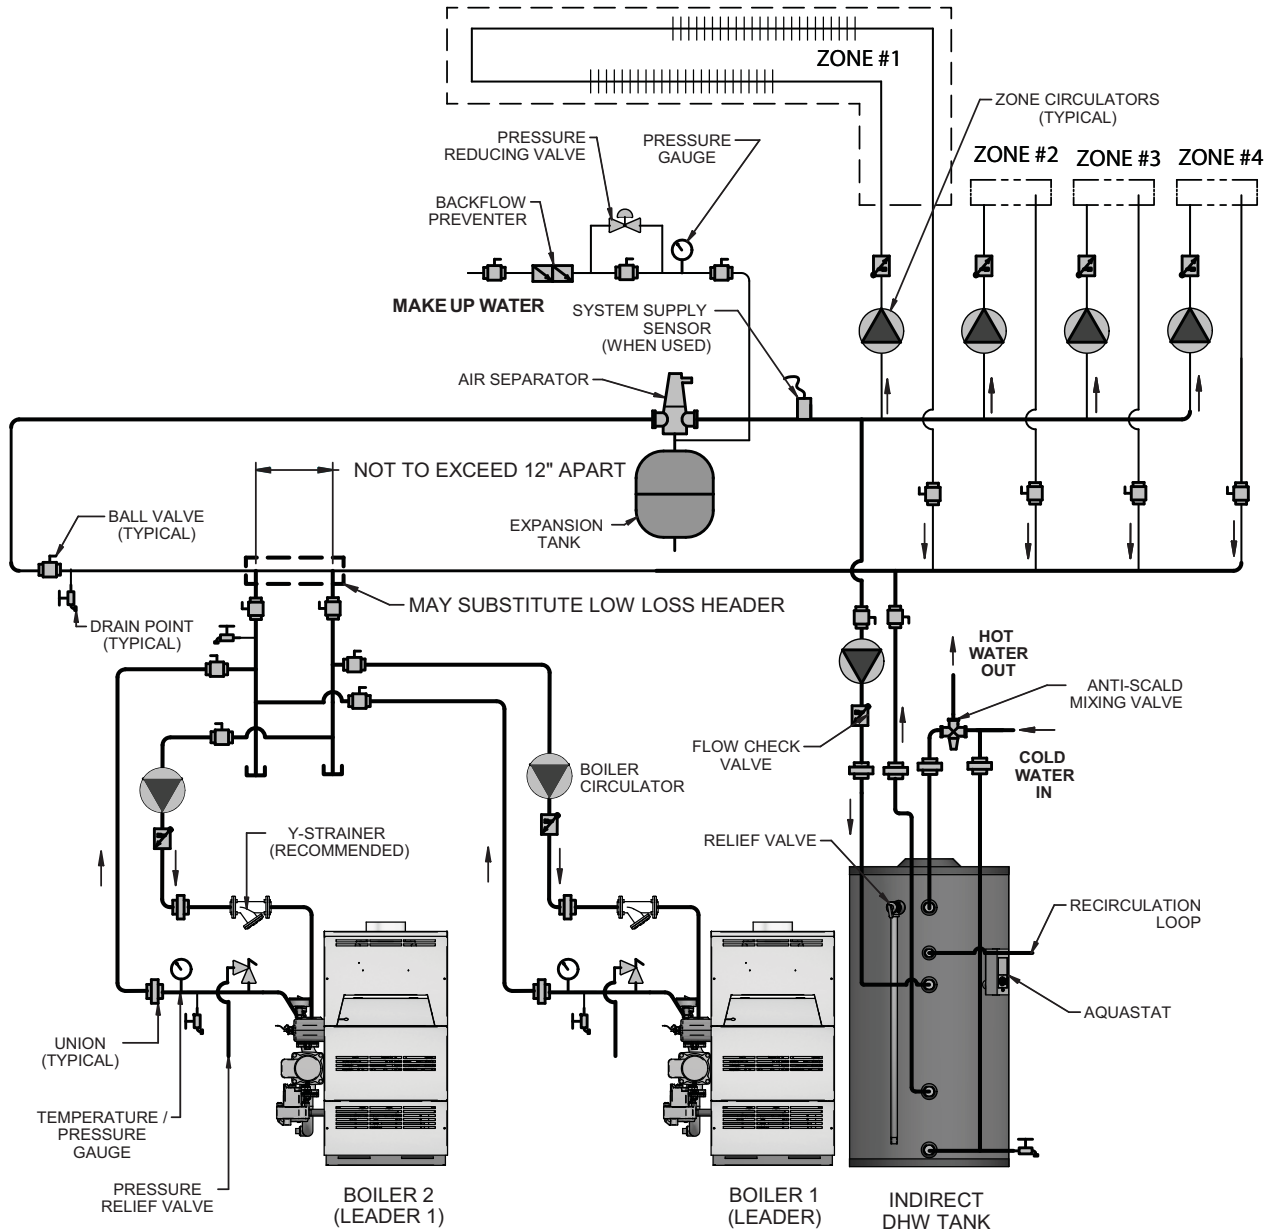 ZONE #1
ZONE CIRCULATORS
(TYPICAL)
PRESSURE
REDUCING VALVE
PRESSURE
GAUGE
ZONE #2
ZONE #3
ZONE #4
BACKFLOW
PREVENTER
MAKE UP WATER
SYSTEM SUPPLY
SENSOR
(WHEN USED)
AIR SEPARATOR
NOT TO EXCEED 12" APART
BALL VALVE
(TYPICAL)
EXPANSION
TANK
MAY SUBSTITUTE LOW LOSS HEADER
DRAIN POINT
(TYPICAL)
HOT
WATER
OUT
ANTI-SCALD
MIXING VALVE
FLOW CHECK
VALVE
COLD
WATER
IN
BOILER
CIRCULATOR
Y-STRAINER
(RECOMMENDED)
RELIEF VALVE
RECIRCULATION
LOOP
AQUASTAT
UNION
(TYPICAL)
TEMPERATURE /
PRESSURE
GAUGE
PRESSURE
RELIEF VALVE
BOILER 2
(LEADER 1)
BOILER 1
(LEADER)
INDIRECT
DHW TANK